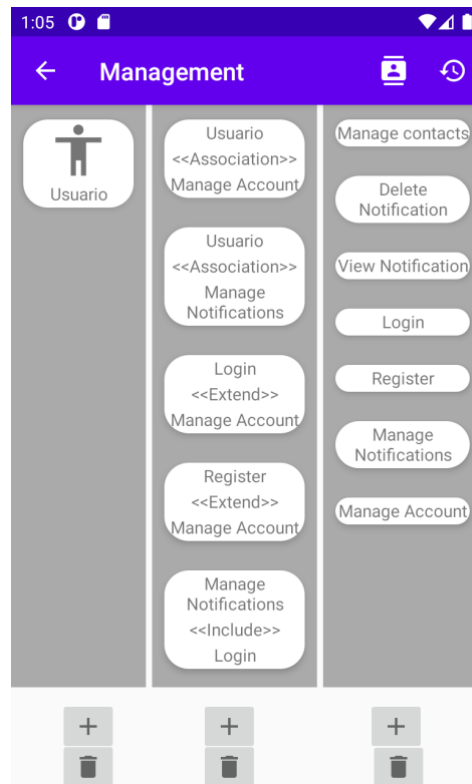 1:05
Management
Usuario
Usuario
<<Association>>
Manage Account
Usuario
<<Association>>
Manage
Notifications
Login
<<Extend>>
Manage Account
Register
<<Extend>>
Manage Account
Manage
Notifications
<<Include>>
Login
Manage contacts
Delete
Notification
View Notification
Login
Register
Manage
Notifications
Manage Account